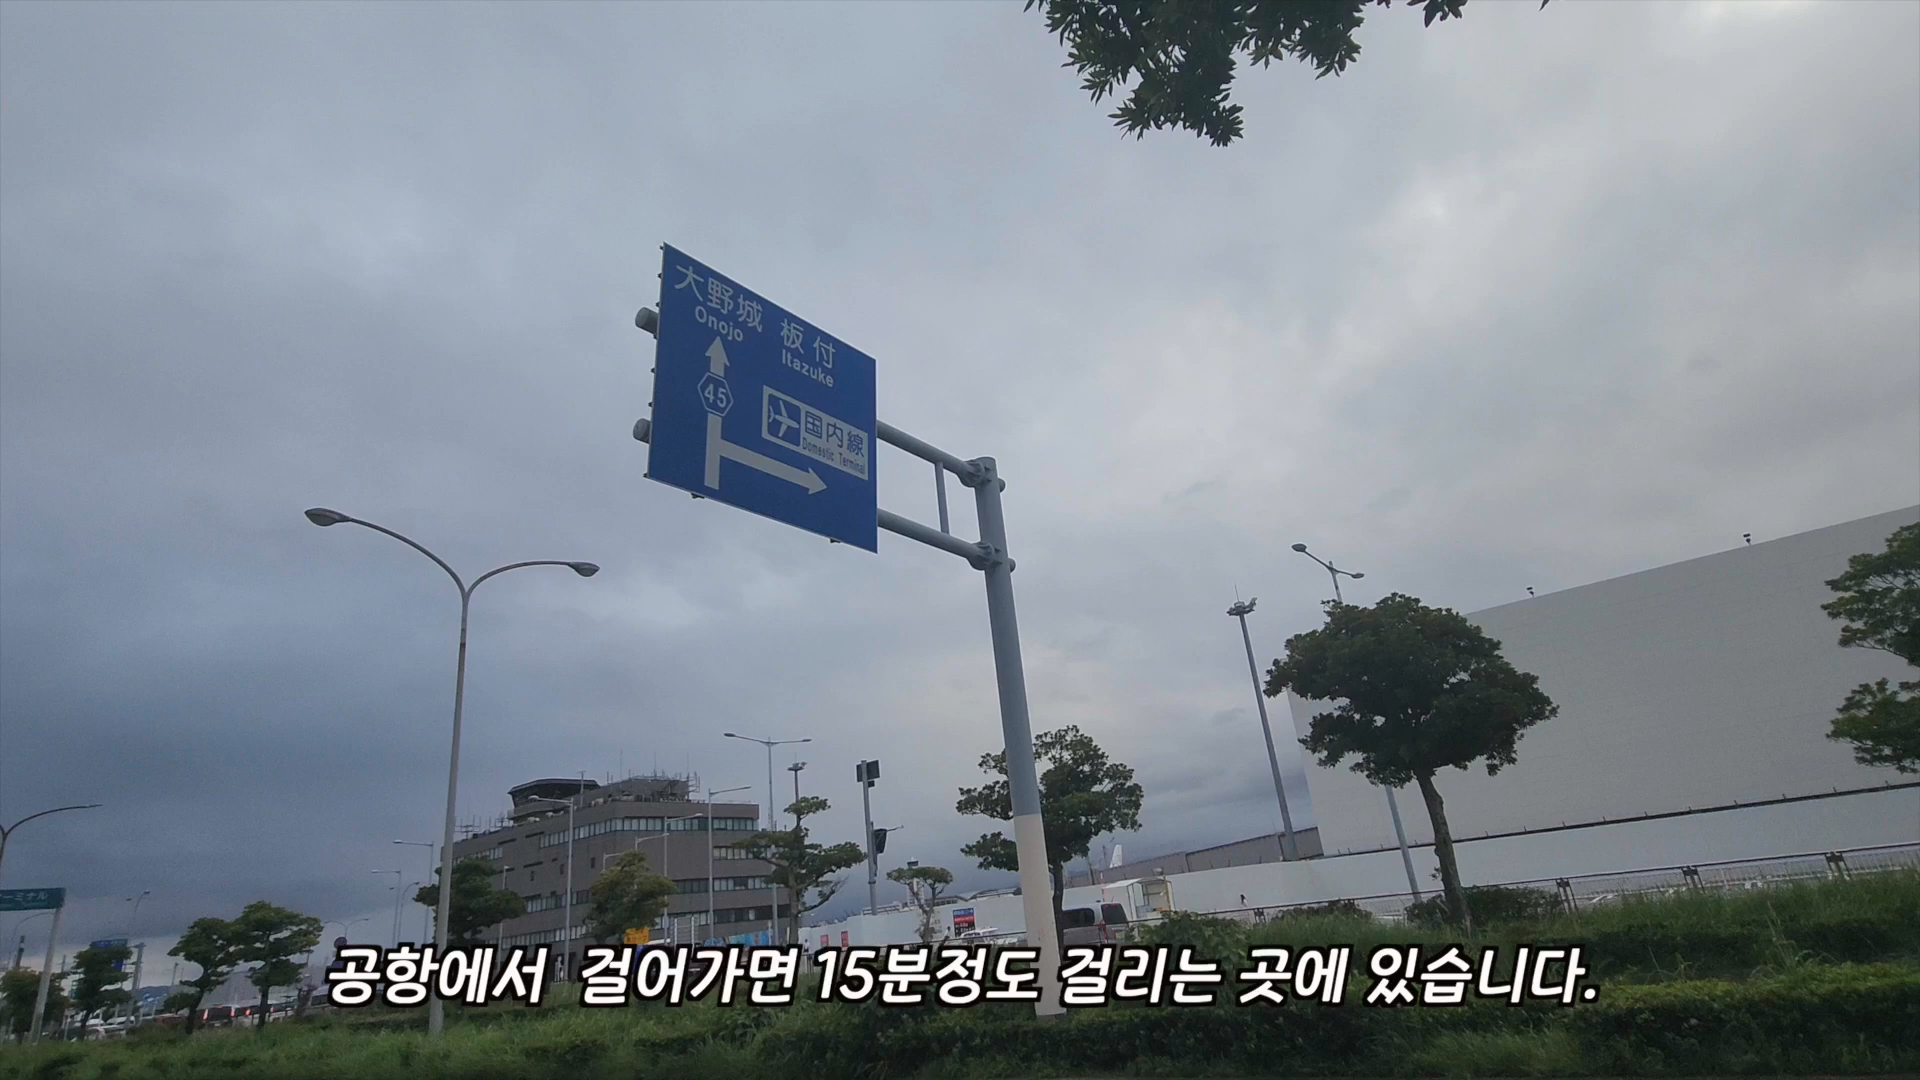 大野城 板付
Onojo Itazuke
45
国内線
Domestic Terminal
ーミナル
공항에서 걸어가면 15분정도 걸리는 곳에 있습니다.